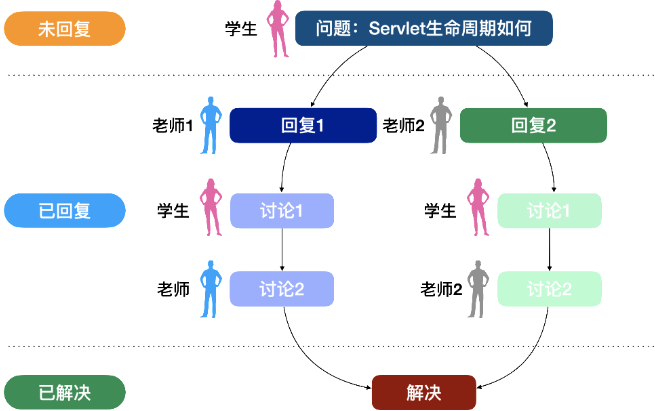 未回复
学生
问题：Servlet生命周期如何
老师1
回复1
老师2
回复2
已回复
学生
讨论1
学生
讨论1
老师
讨论2
老师2
讨论2
已解决
解决